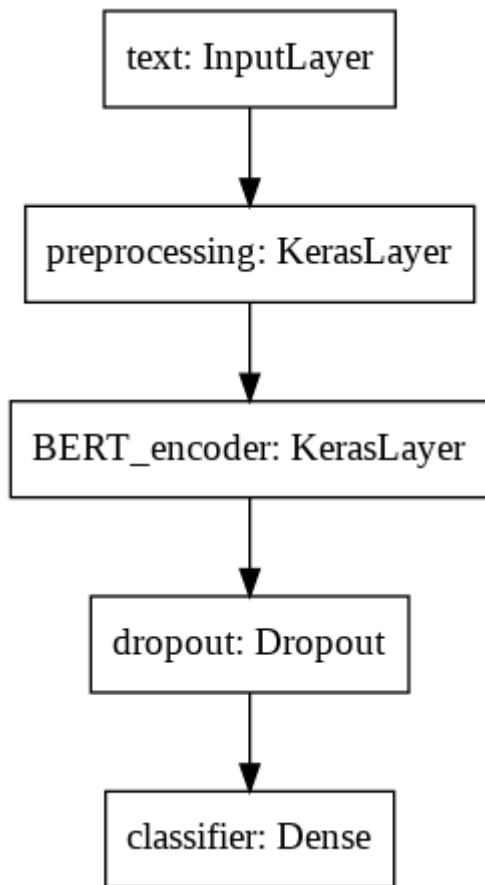 text: InputLayer
preprocessing: KerasLayer
BERT_encoder: KerasLayer
dropout: Dropout
classifier: Dense